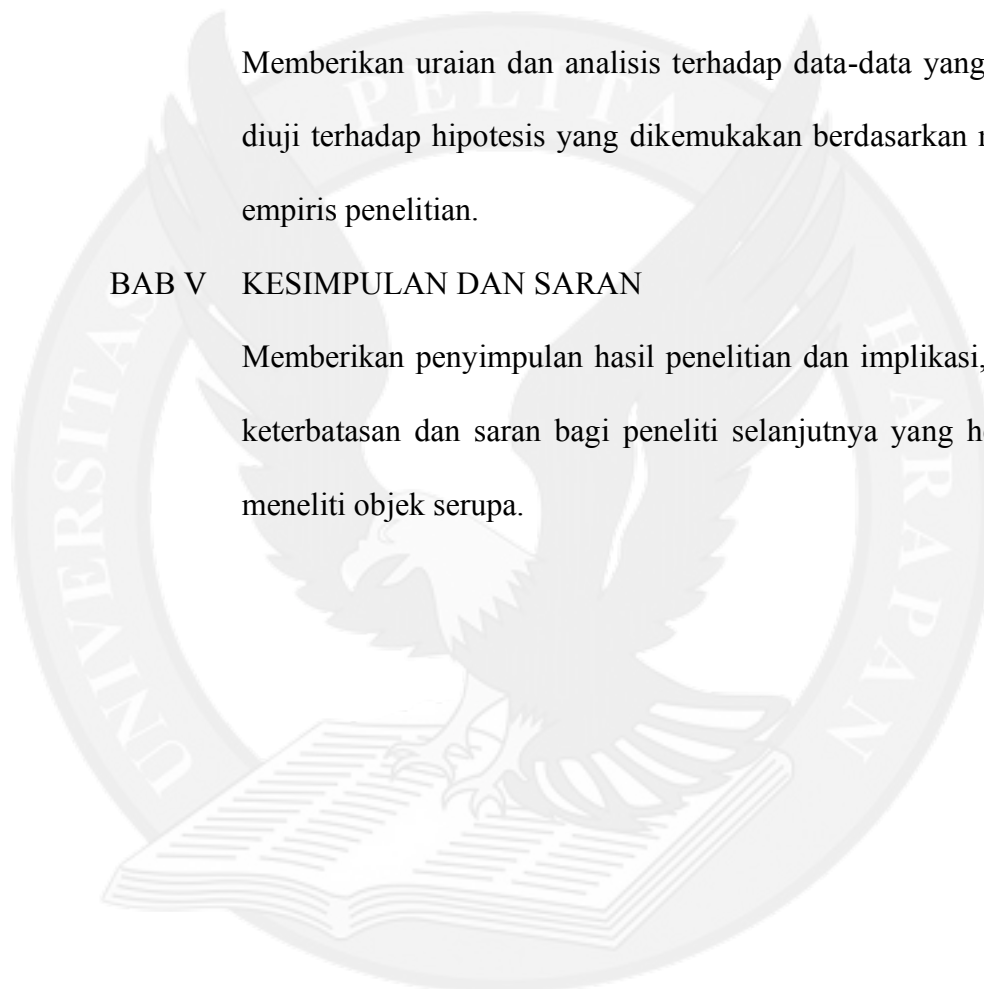 Memberikan uraian dan analisis terhadap data-data yang
diuji terhadap hipotesis yang dikemukakan berdasarkan
empiris penelitian.
BAB V KESIMPULAN DAN SARAN
Memberikan penyimpulan hasil penelitian dan implikasi,
keterbatasan dan saran bagi peneliti selanjutnya yang
meneliti objek serupa.
UNIVERSITAS PELITA HARAPAN